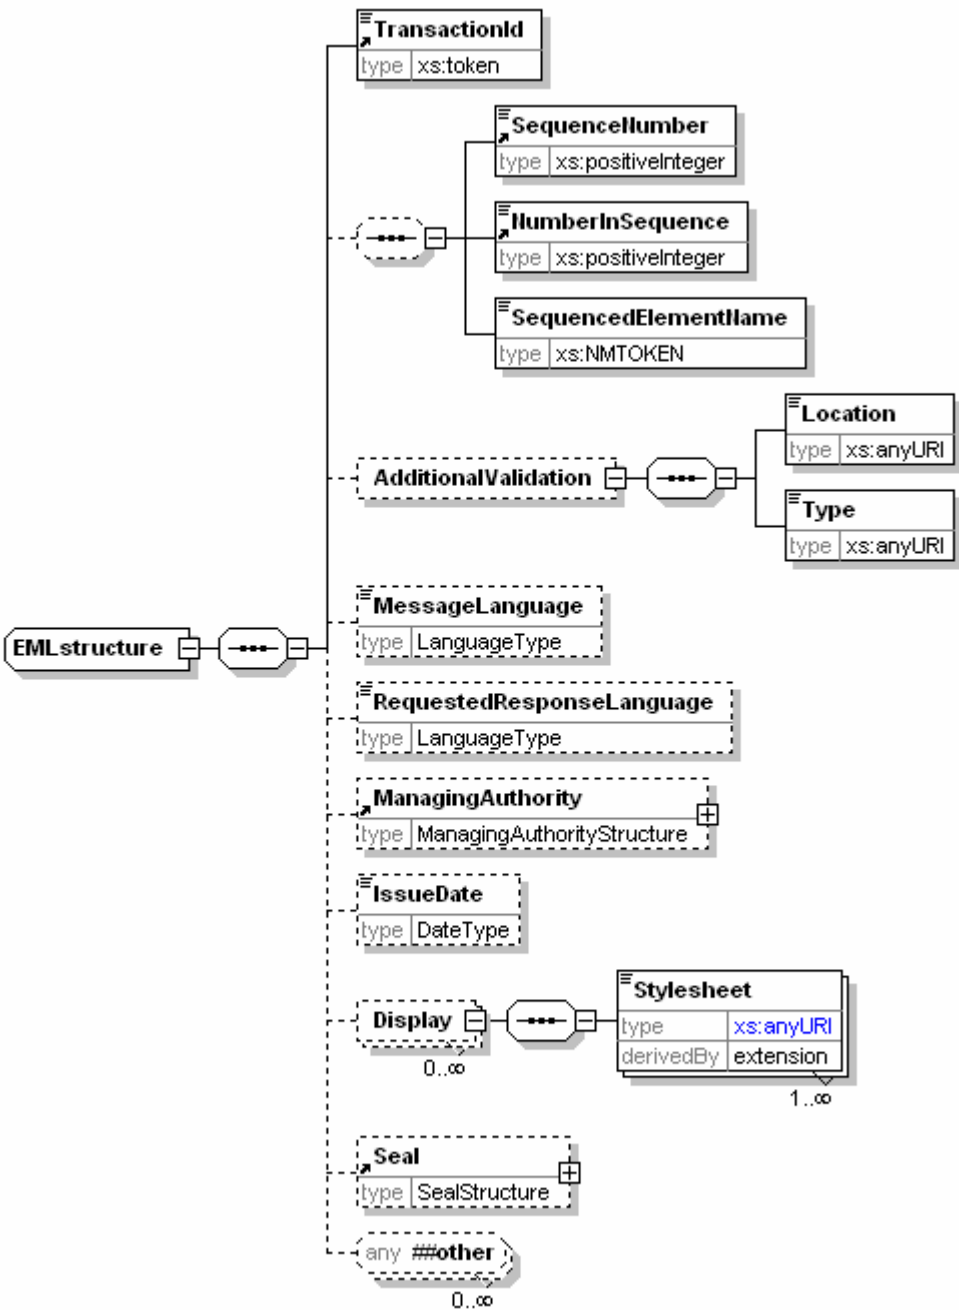 TransactionId
type xs:token
SequenceNumber
type xs:positiveInteger
NumberInSequence
type xs:positiveInteger
SequencedElementName
type xs:NMTOKEN
Location
type xs:anyURI
AdditionalValidation
Type
type xs:anyURI
MessageLanguage
type LanguageType
EMLstructure
RequestedResponseLanguage
type LanguageType
ManagingAuthority
type ManagingAuthorityStructure
IssueDate
type DateType
Stylesheet
type xs:anyURI
derivedBy extension
1..∞
Display
0..∞
Seal
type SealStructure
any ##other
0..∞